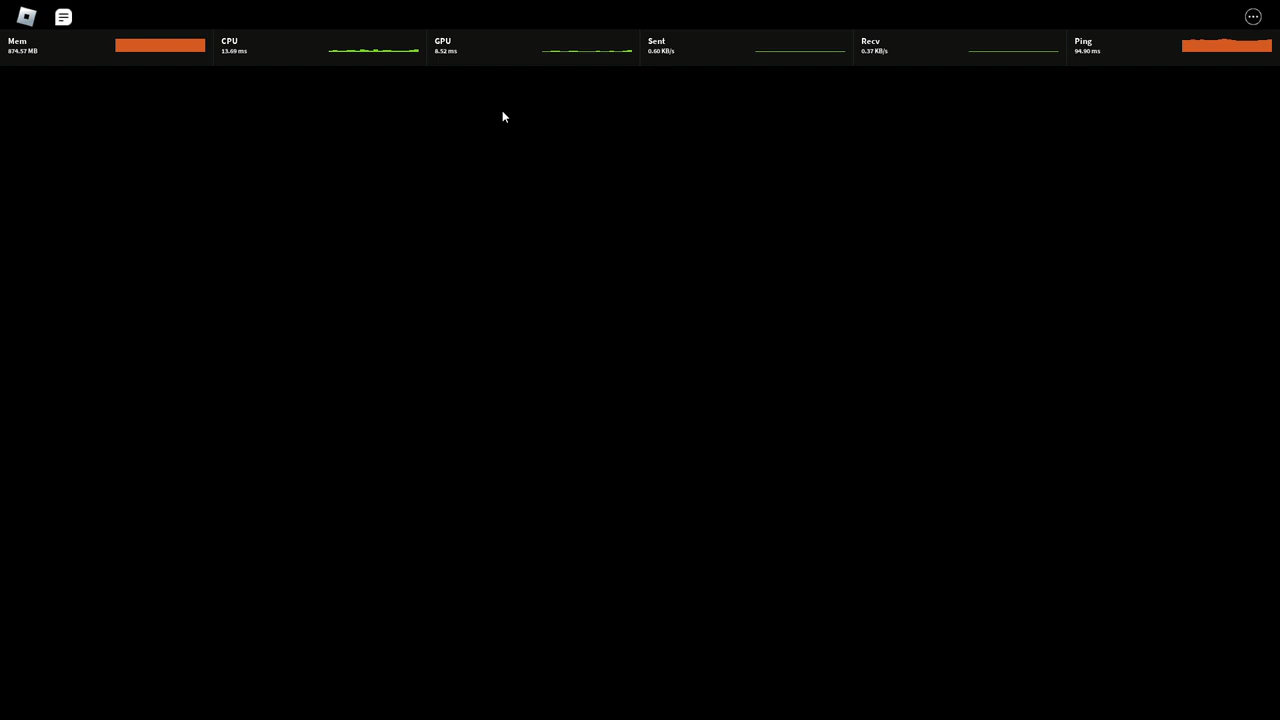 Mem
874.57 MB
CPU
13.69 ms
GPU
8.52 ms
Sent
0.60 KB/s
Recv
0.37 KB/s
Ping
94.90 ms